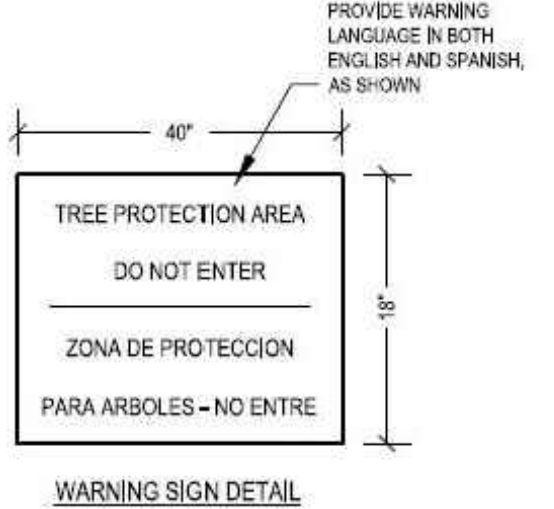 PROVIDE WARNING
LANGUAGE IN BOTH
ENGLISH AND SPANISH,
AS SHOWN
40"
TREE PROTECTION AREA
DO NOT ENTER
ZONA DE PROTECCION
PARA ARBOLES – NO ENTRE
18"
WARNING SIGN DETAIL